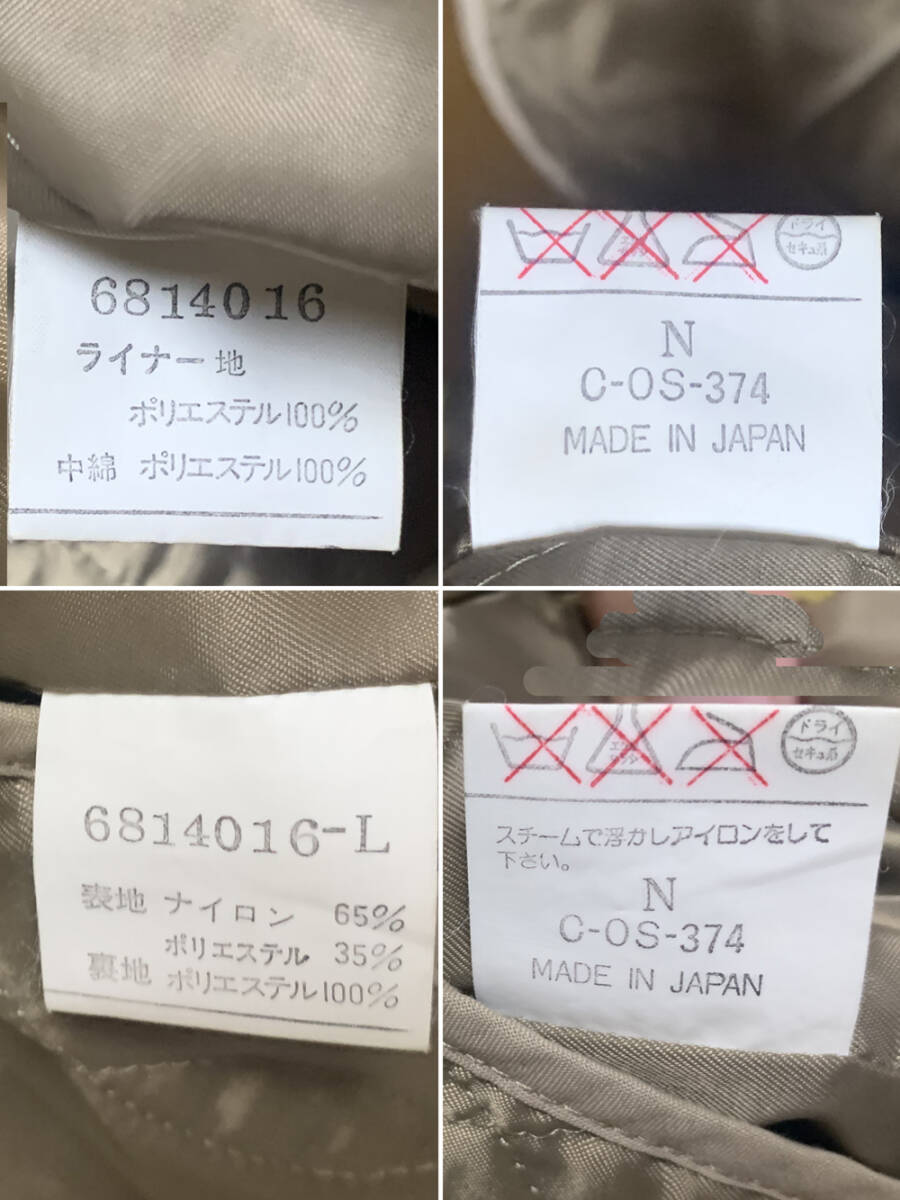 6814016
ライナー地
ポリエステル100%
中綿 ポリエステル100%
ドライ
セキユ系
N
C-OS-374
MADE IN JAPAN
6814016-L
表地 ナイロン 65%
ポリエステル 35%
裏地 ポリエステル100%
ドライ
セキユ系
スチームで浮かしアイロンをして
下さい。
N
C-OS-374
MADE IN JAPAN